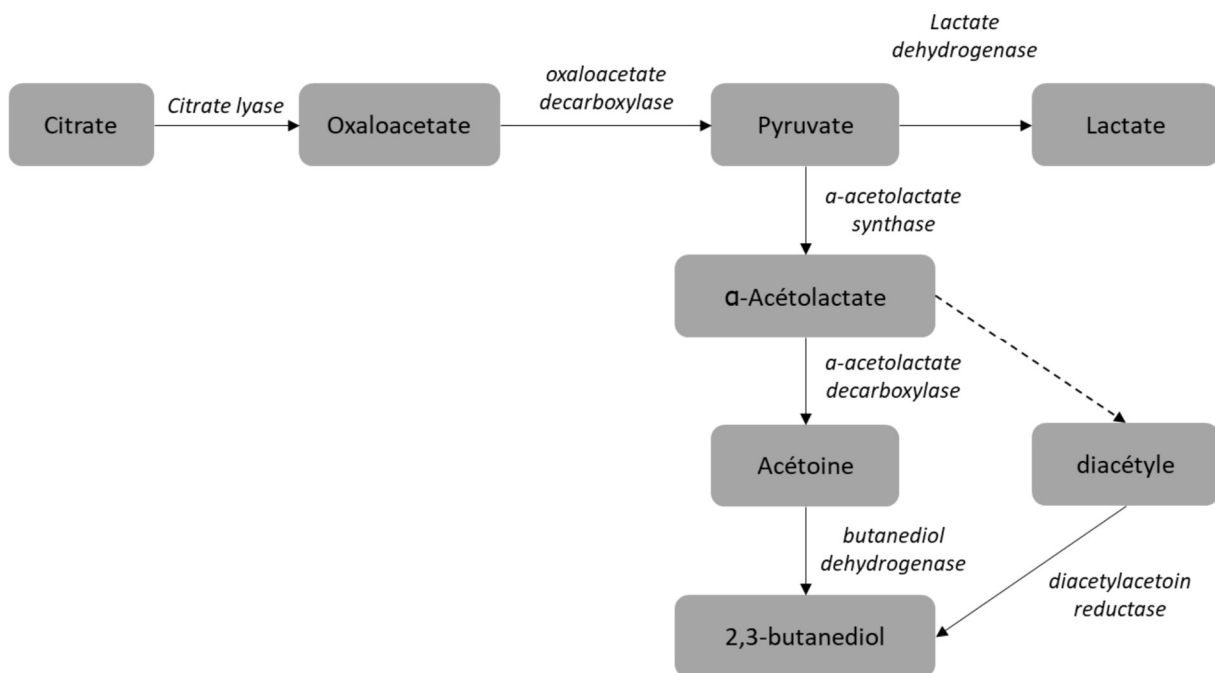 Lactate
dehydrogenase
oxaloacetate
decarboxylase
Citrate lyase
Citrate
Oxaloacetate
Pyruvate
Lactate
α-acetolactate
synthase
α-Acétolactate
α-acetolactate
decarboxylase
Acétoine
diacétyle
butanediol
dehydrogenase
diacetylacetoin
reductase
2,3-butanediol